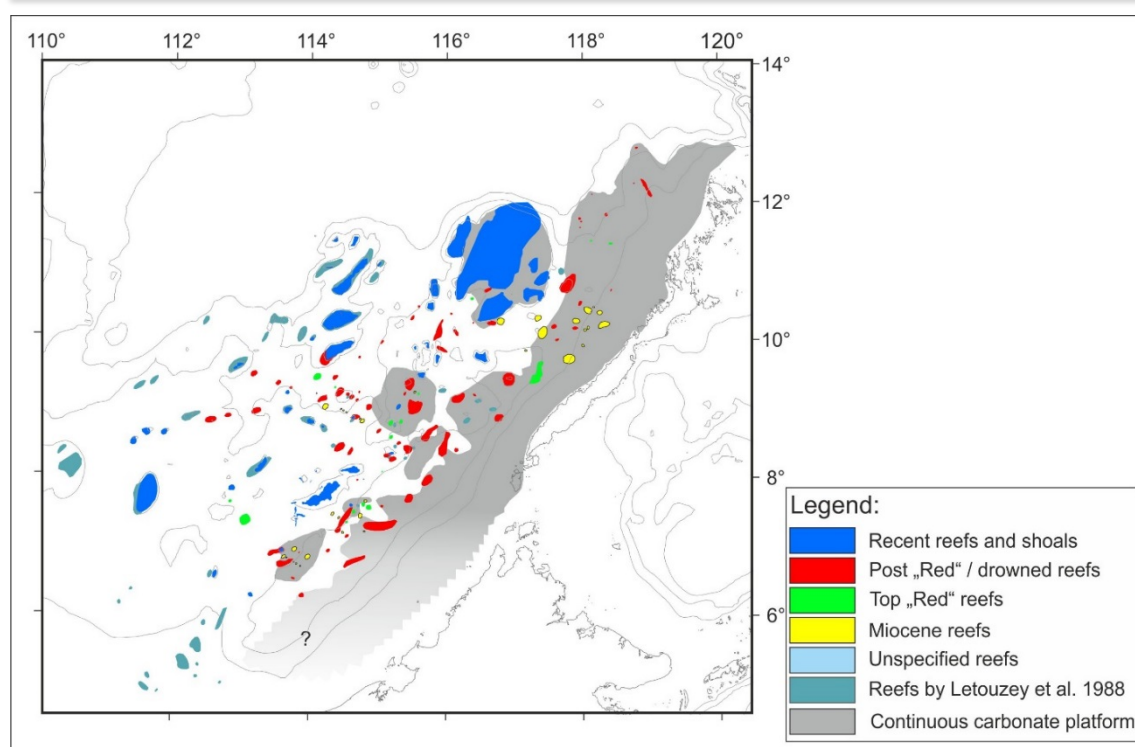 110° 112° 114° 116° 118° 120°
14°
12°
10°
8°
6°
?
Legend:
Recent reefs and shoals
Post „Red“ / drowned reefs
Top „Red“ reefs
Miocene reefs
Unspecified reefs
Reefs by Letouzey et al. 1988
Continuous carbonate platform